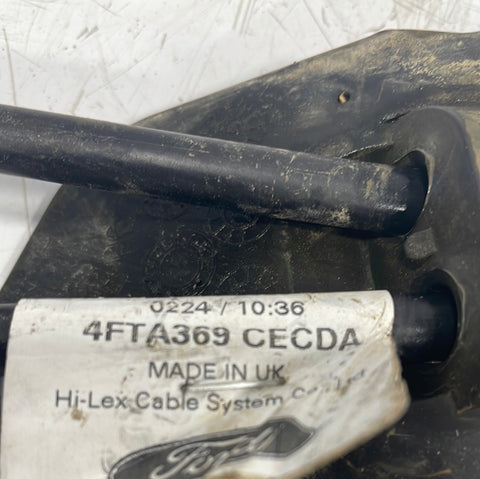 0224 / 10:36
4FTA369 CECDA
MADE IN UK
Hi-Lex Cable System
Ford